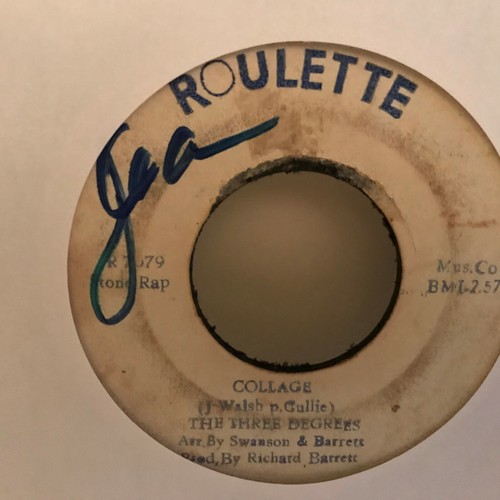 ROULETTE
R 7079
Stone Rap
Mus.Co
BMI-2.57
COLLAGE
(J Walsh p.Cullie)
THE THREE DEGREES
Arr.By Swanson & Barrett
Prod,By Richard Barrett